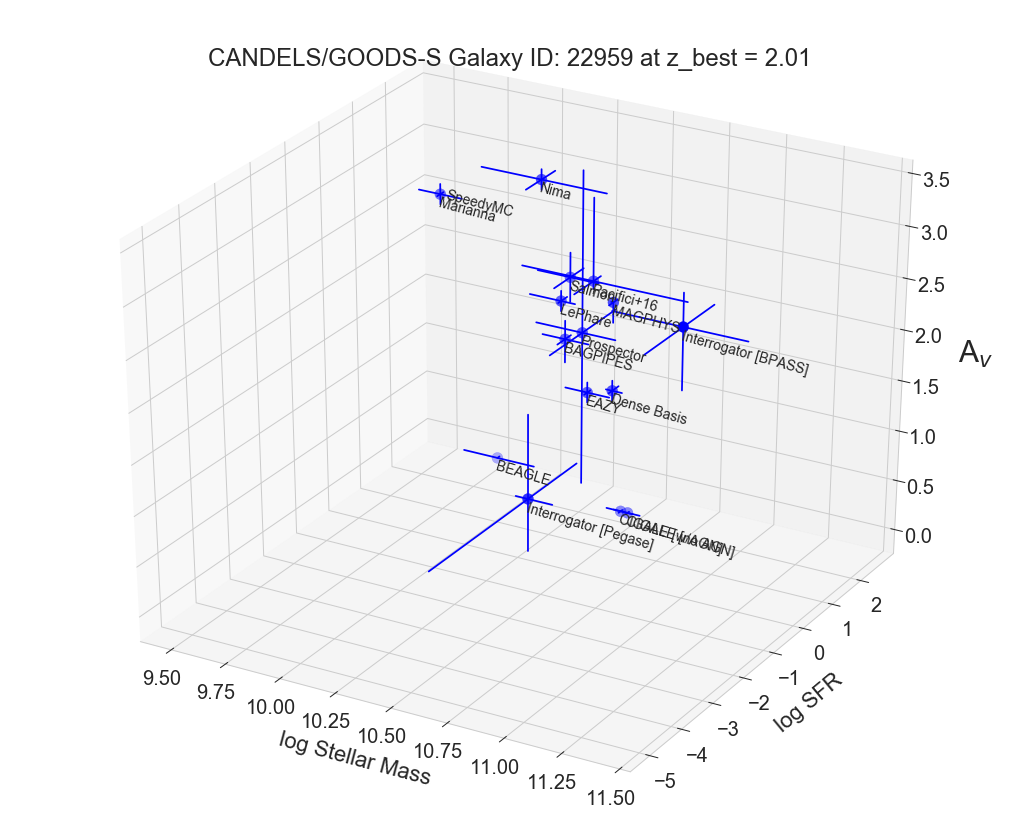 CANDELS/GOODS-S Galaxy ID: 22959 at z_best = 2.01
Nima
SpeedyMC
Marianna
Pacifici+16
MAGPHYS
LePhare
Interrogator [BPASS]
Prospector
BAGPIPES
EAZY
Dense Basis
BEAGLE
Interrogator [Pegase]
3.5
3.0
2.5
2.0
1.5
1.0
0.5
0.0
Av
2
1
0
−1
−2
−3
−4
−5
log SFR
9.50
9.75
10.00
10.25
10.50
10.75
11.00
11.25
11.50
log Stellar Mass